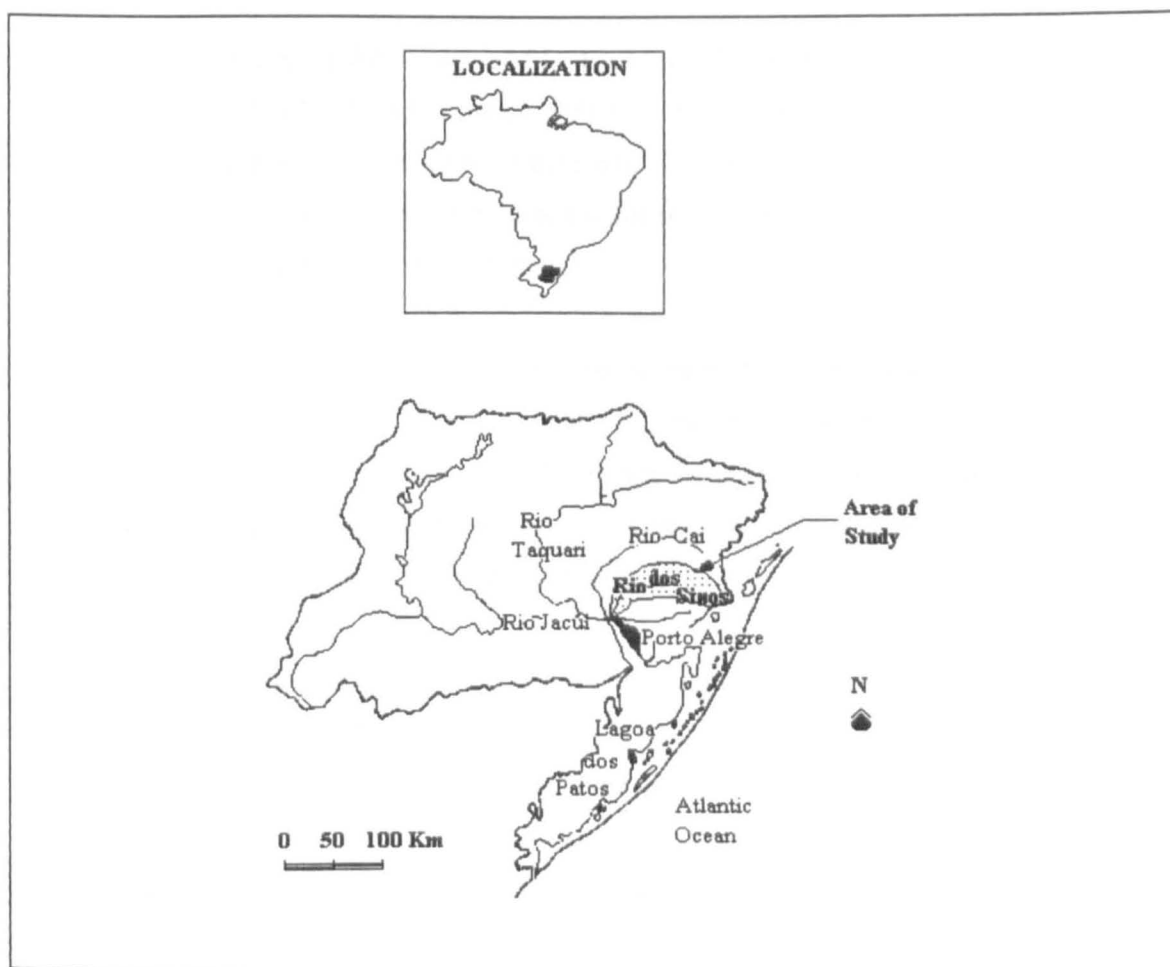 LOCALIZATION
Rio
Taquari
Rio Cai
Area of
Study
Rio dos Sinos
Rio Jacuí
Porto Alegre
N
Lagoa
dos
Patos
Atlantic
Ocean
0 50 100 Km